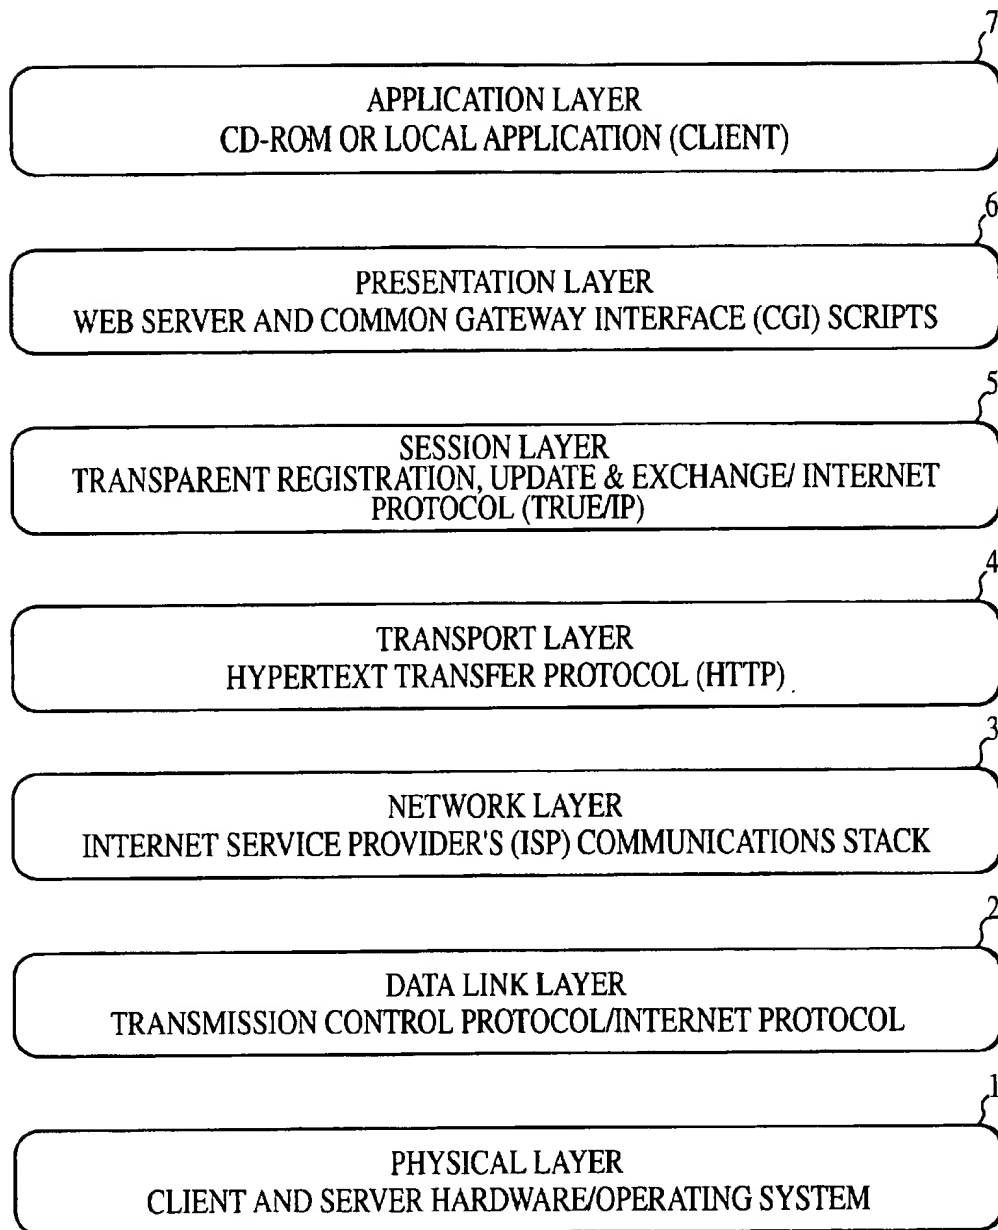 7
APPLICATION LAYER
CD-ROM OR LOCAL APPLICATION (CLIENT)
6
PRESENTATION LAYER
WEB SERVER AND COMMON GATEWAY INTERFACE (CGI) SCRIPTS
5
SESSION LAYER
TRANSPARENT REGISTRATION, UPDATE & EXCHANGE/ INTERNET
PROTOCOL (TRUE/IP)
4
TRANSPORT LAYER
HYPERTEXT TRANSFER PROTOCOL (HTTP)
3
NETWORK LAYER
INTERNET SERVICE PROVIDER'S (ISP) COMMUNICATIONS STACK
2
DATA LINK LAYER
TRANSMISSION CONTROL PROTOCOL/INTERNET PROTOCOL
1
PHYSICAL LAYER
CLIENT AND SERVER HARDWARE/OPERATING SYSTEM